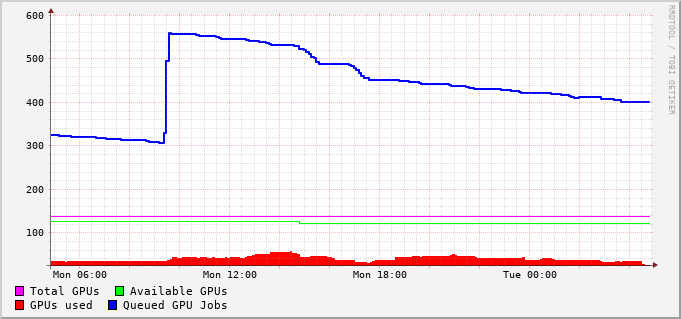 600
500
400
300
200
100
Mon 06:00 Mon 12:00 Mon 18:00 Tue 00:00
Total GPUs Available GPUs
GPUs used Queued GPU Jobs
RRDTOOL / TOBI OETIKER